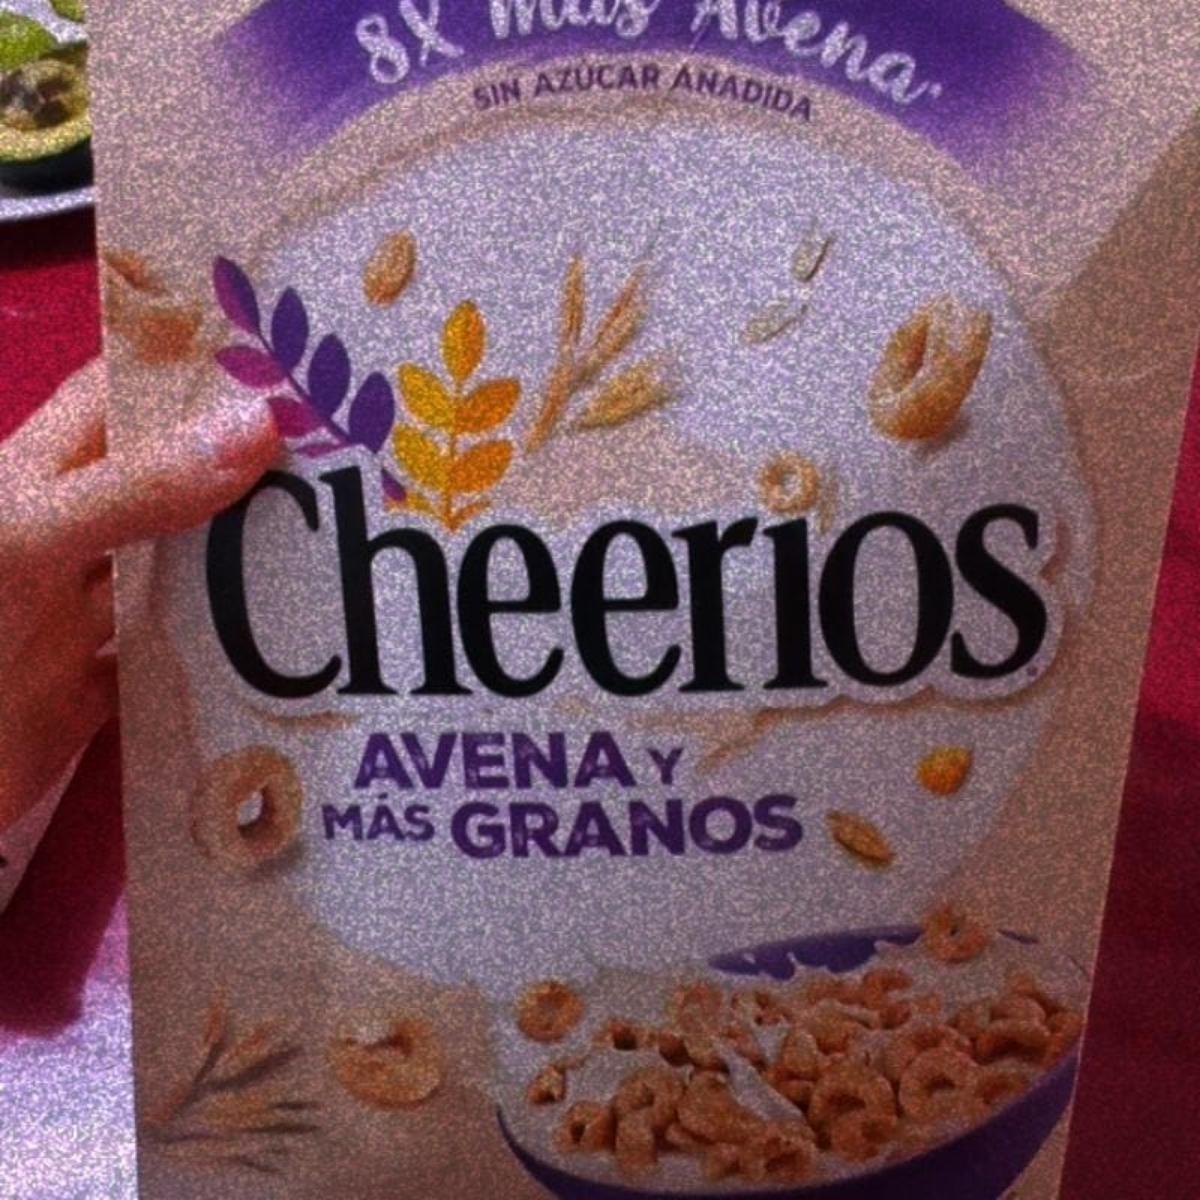 8X más Avena*
SIN AZÚCAR AÑADIDA
Cheerios
AVENA Y
MÁS GRANOS